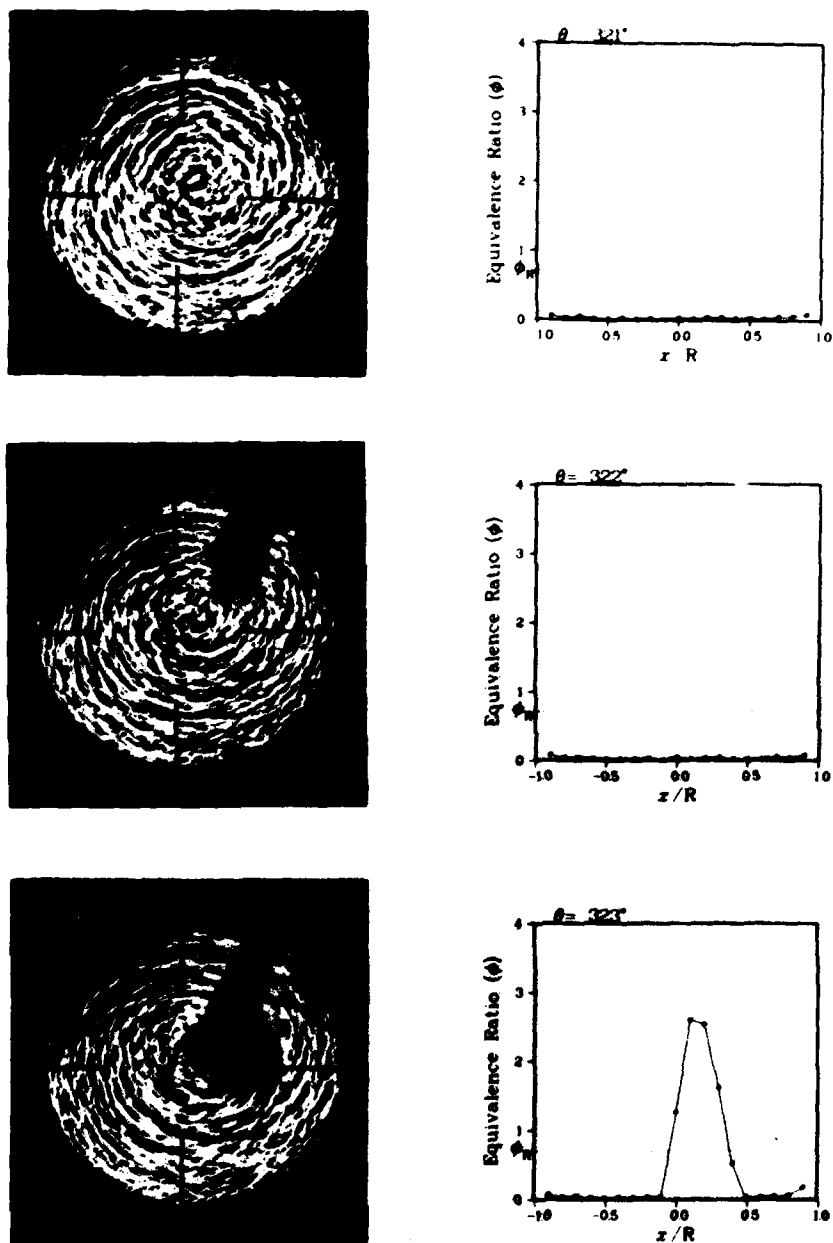 θ 321°
Equivalence Ratio (ϕ)
4
3
2
1
ϕR
0
1.0 0.5 0.0 0.5 1.0
x R
θ= 322°
Equivalence Ratio (ϕ)
4
3
2
1
ϕR
0
-1.0 -0.5 0.0 0.5 1.0
x/R
θ= 323°
Equivalence Ratio (ϕ)
4
3
2
1
ϕR
0
-1.0 -0.5 0.0 0.5 1.0
x/R